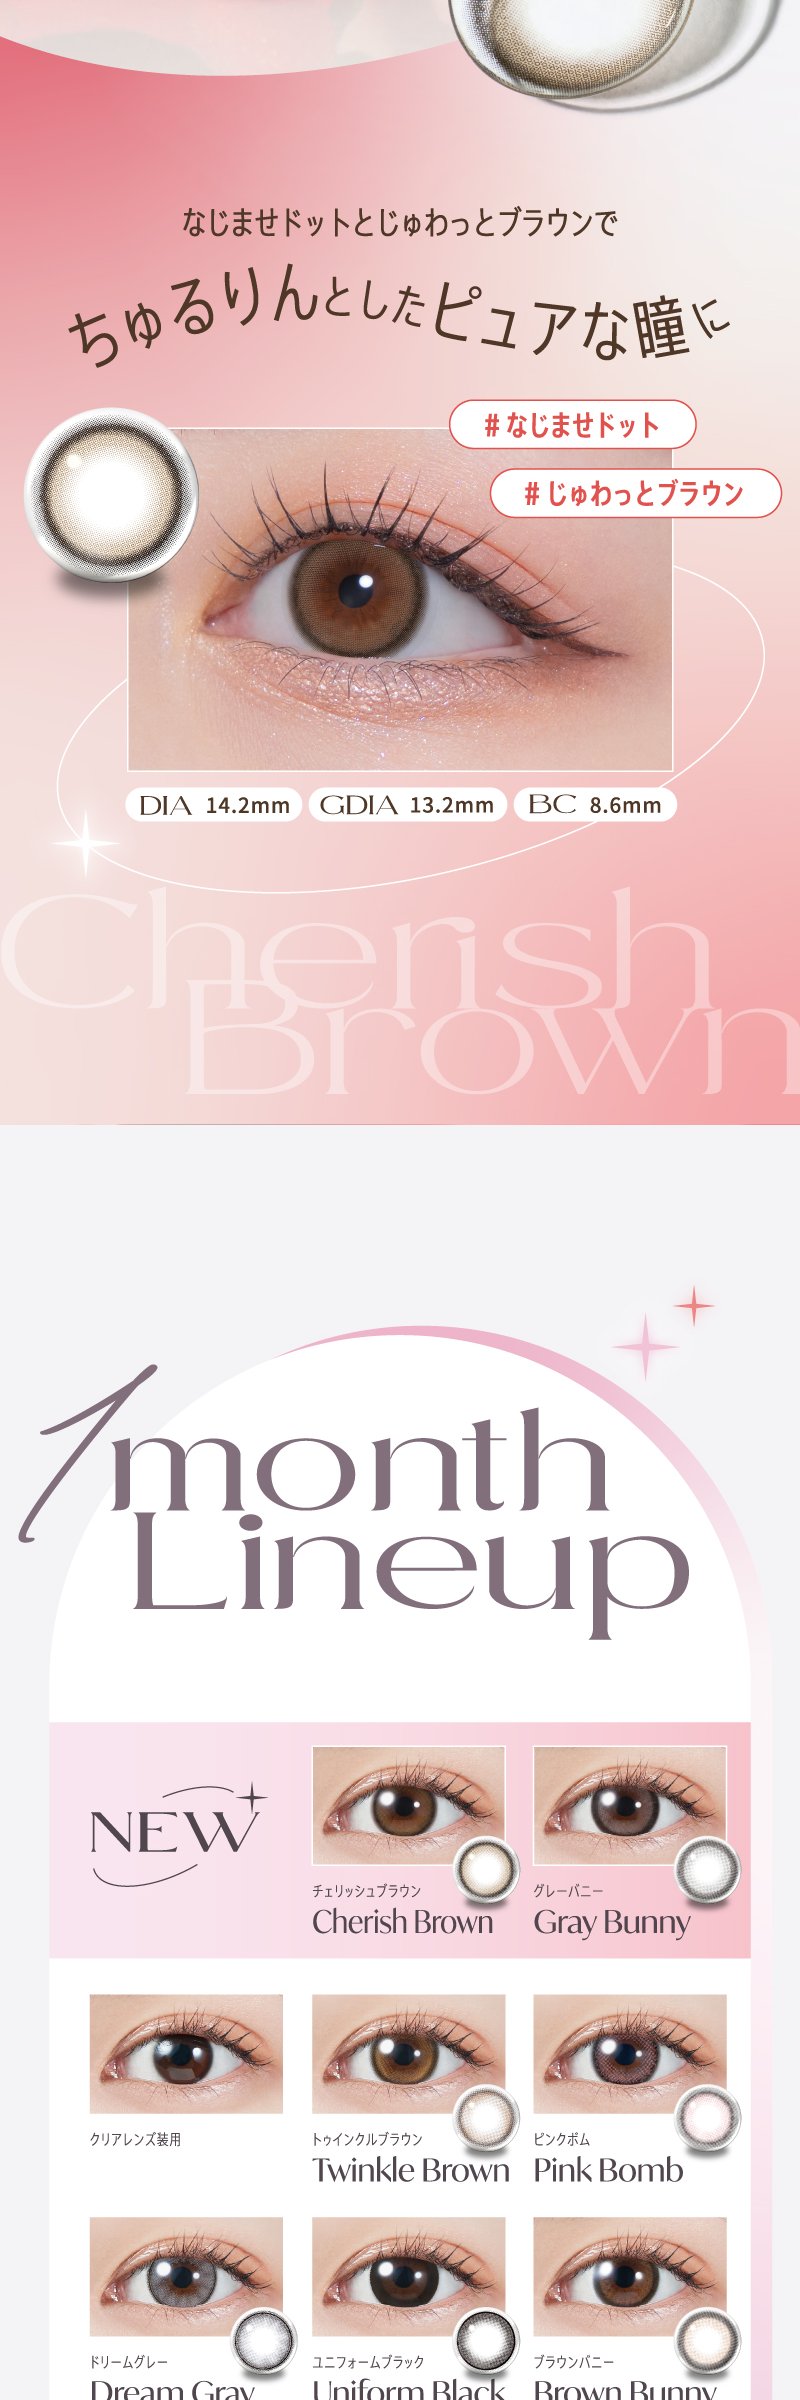 なじませドットとじゅわっとブラウンで
ちゅるりんとしたピュアな瞳に
# なじませドット
# じゅわっとブラウン
DIA 14.2mm GDIA 13.2mm BC 8.6mm
Cherish
Brown
1month
Lineup
NEW
チェリッシュブラウン
Cherish Brown
グレーバニー
Gray Bunny
クリアレンズ装用
トゥインクルブラウン
Twinkle Brown
ピンクボム
Pink Bomb
ドリームグレー
Dream Gray
ユニフォームブラック
Uniform Black
ブラウンバニー
Brown Bunny